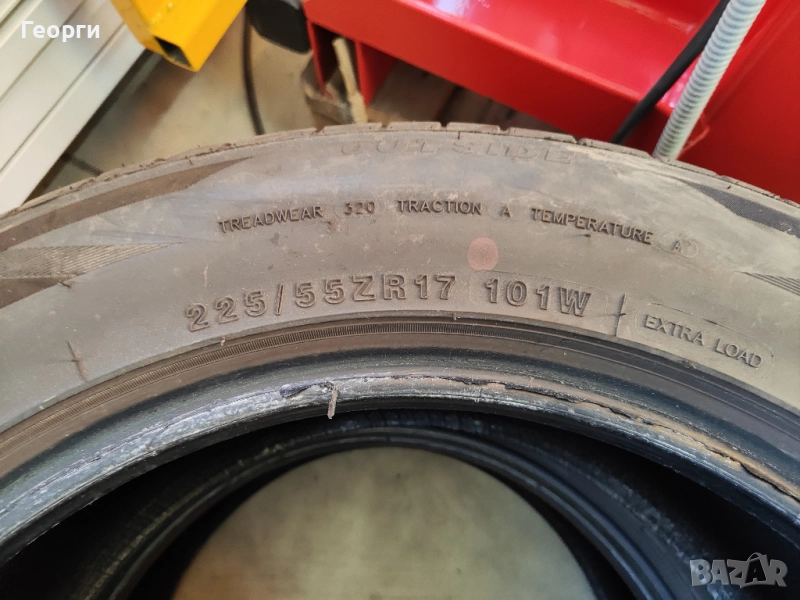 Георги
OUTSIDE
TREADWEAR 320 TRACTION A TEMPERATURE A
225/55ZR17 101W EXTRA LOAD
BAZAR